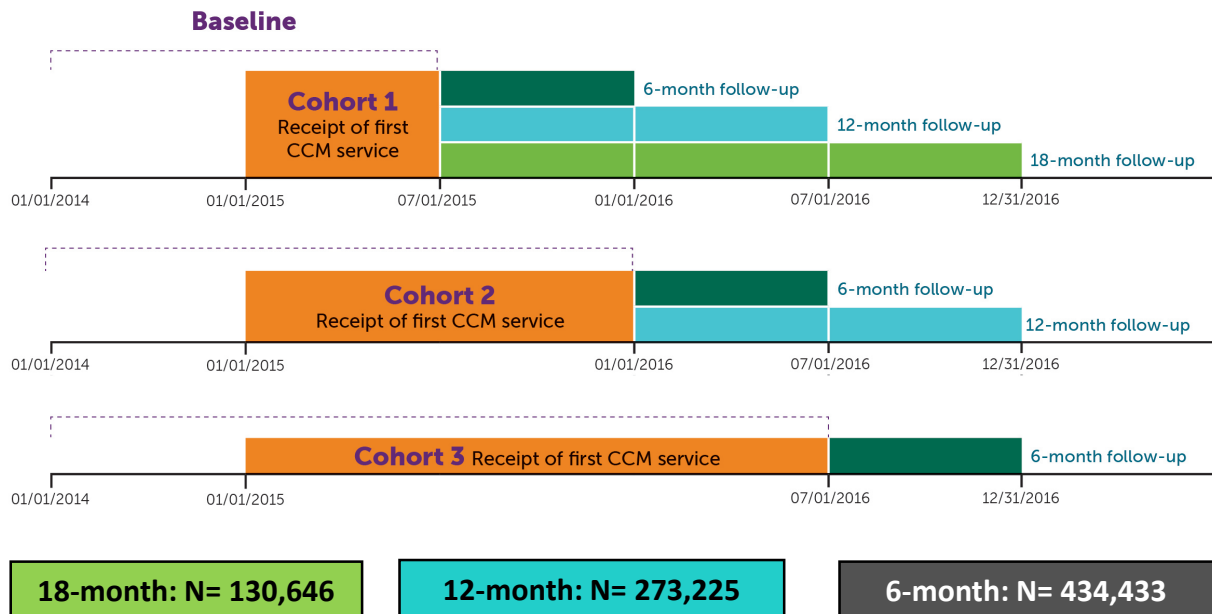 Baseline
Cohort 1
Receipt of first
CCM service
6-month follow-up
12-month follow-up
18-month follow-up
01/01/2014
01/01/2015
07/01/2015
01/01/2016
07/01/2016
12/31/2016
Cohort 2
Receipt of first CCM service
6-month follow-up
12-month follow-up
01/01/2014
01/01/2015
01/01/2016
07/01/2016
12/31/2016
Cohort 3 Receipt of first CCM service
6-month follow-up
01/01/2014
01/01/2015
07/01/2016
12/31/2016
18-month: N= 130,646
12-month: N= 273,225
6-month: N= 434,433